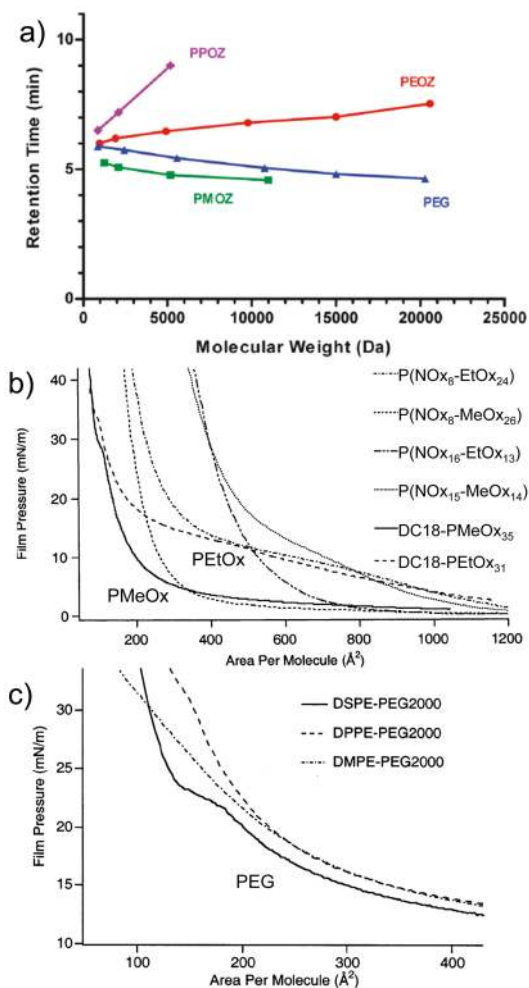 a)
10
5
0
Retention Time (min)
PPOZ
PEOZ
PMOZ
PEG
0 5000 10000 15000 20000 25000
Molecular Weight (Da)
b)
40
30
20
10
0
Film Pressure (mN/m)
P(NOx₈-EtOx₂₄)
P(NOx₈-MeOx₂₆)
P(NOx₁₆-EtOx₁₃)
P(NOx₁₅-MeOx₁₄)
DC18-PMeOx₃₅
DC18-PEtOx₃₁
PEtOx
PMeOx
200 400 600 800 1000 1200
Area Per Molecule (Å²)
c)
30
25
20
15
10
Film Pressure (mN/m)
DSPE-PEG2000
DPPE-PEG2000
DMPE-PEG2000
PEG
100 200 300 400
Area Per Molecule (Å²)